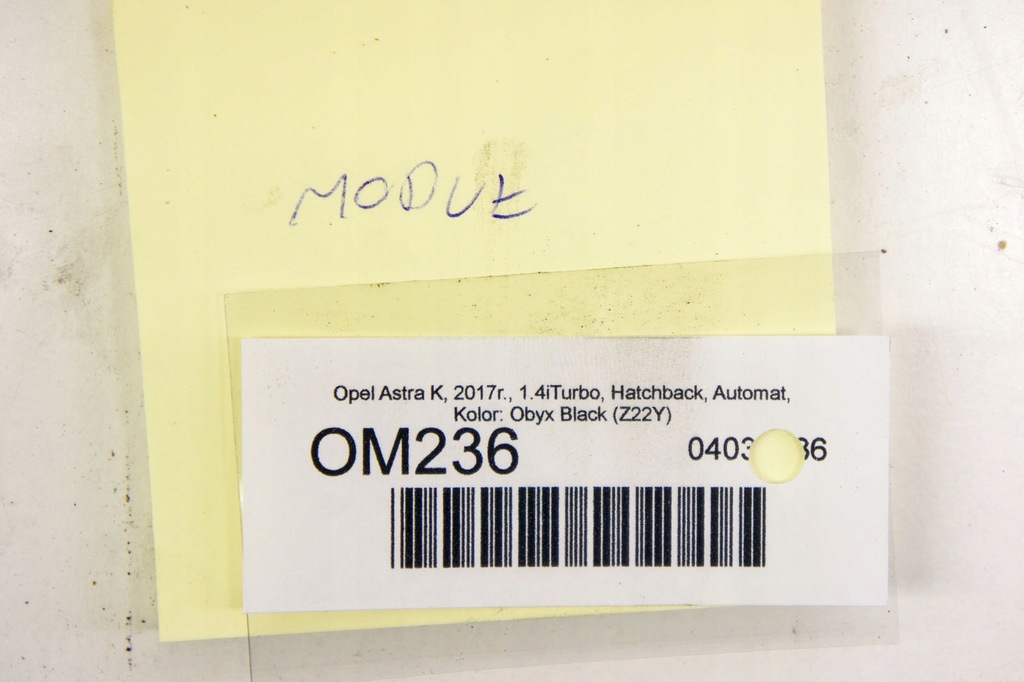 MODUŁ
Opel Astra K, 2017r., 1.4iTurbo, Hatchback, Automat,
Kolor: Obyx Black (Z22Y)
OM236